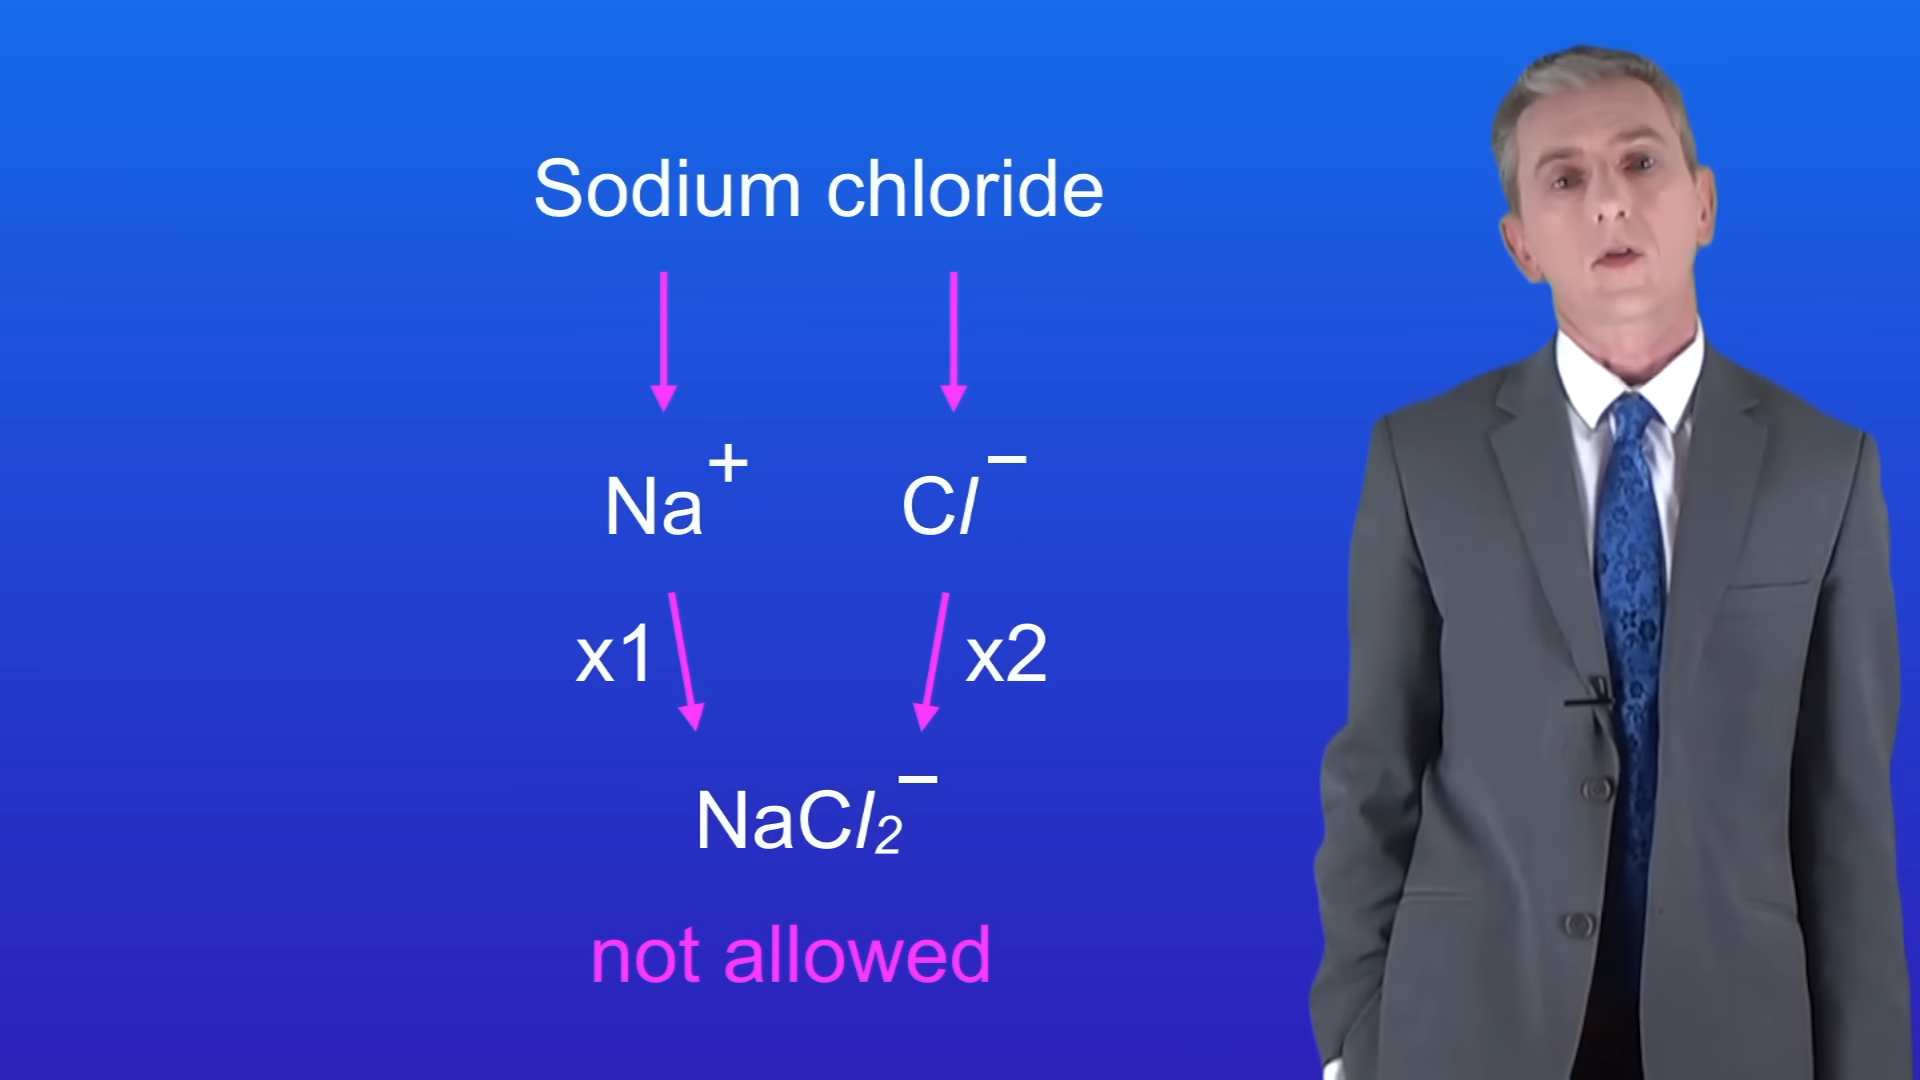 Sodium chloride
Na⁺ Cl⁻
x1 x2
NaCl₂⁻
not allowed